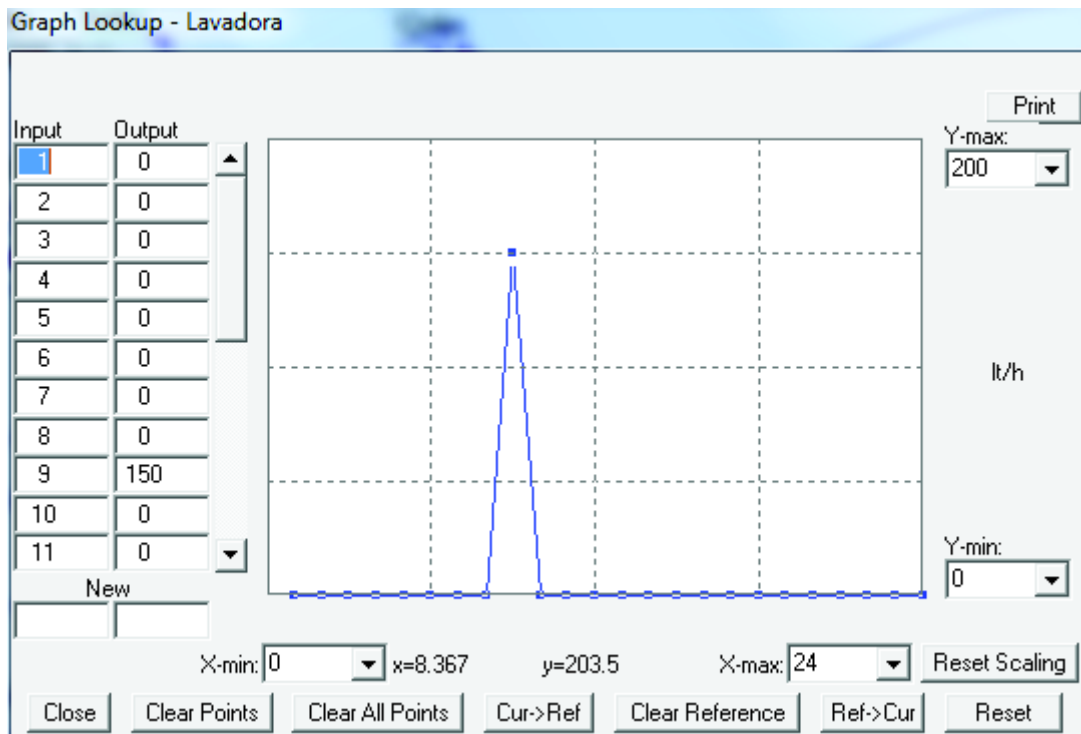 Graph Lookup - Lavadora
Print
Input Output
1 0
2 0
3 0
4 0
5 0
6 0
7 0
8 0
9 150
10 0
11 0
New
Y-max:
200
lt/h
Y-min:
0
X-min: 0 x=8.367 y=203.5 X-max: 24 Reset Scaling
Close Clear Points Clear All Points Cur->Ref Clear Reference Ref->Cur Reset